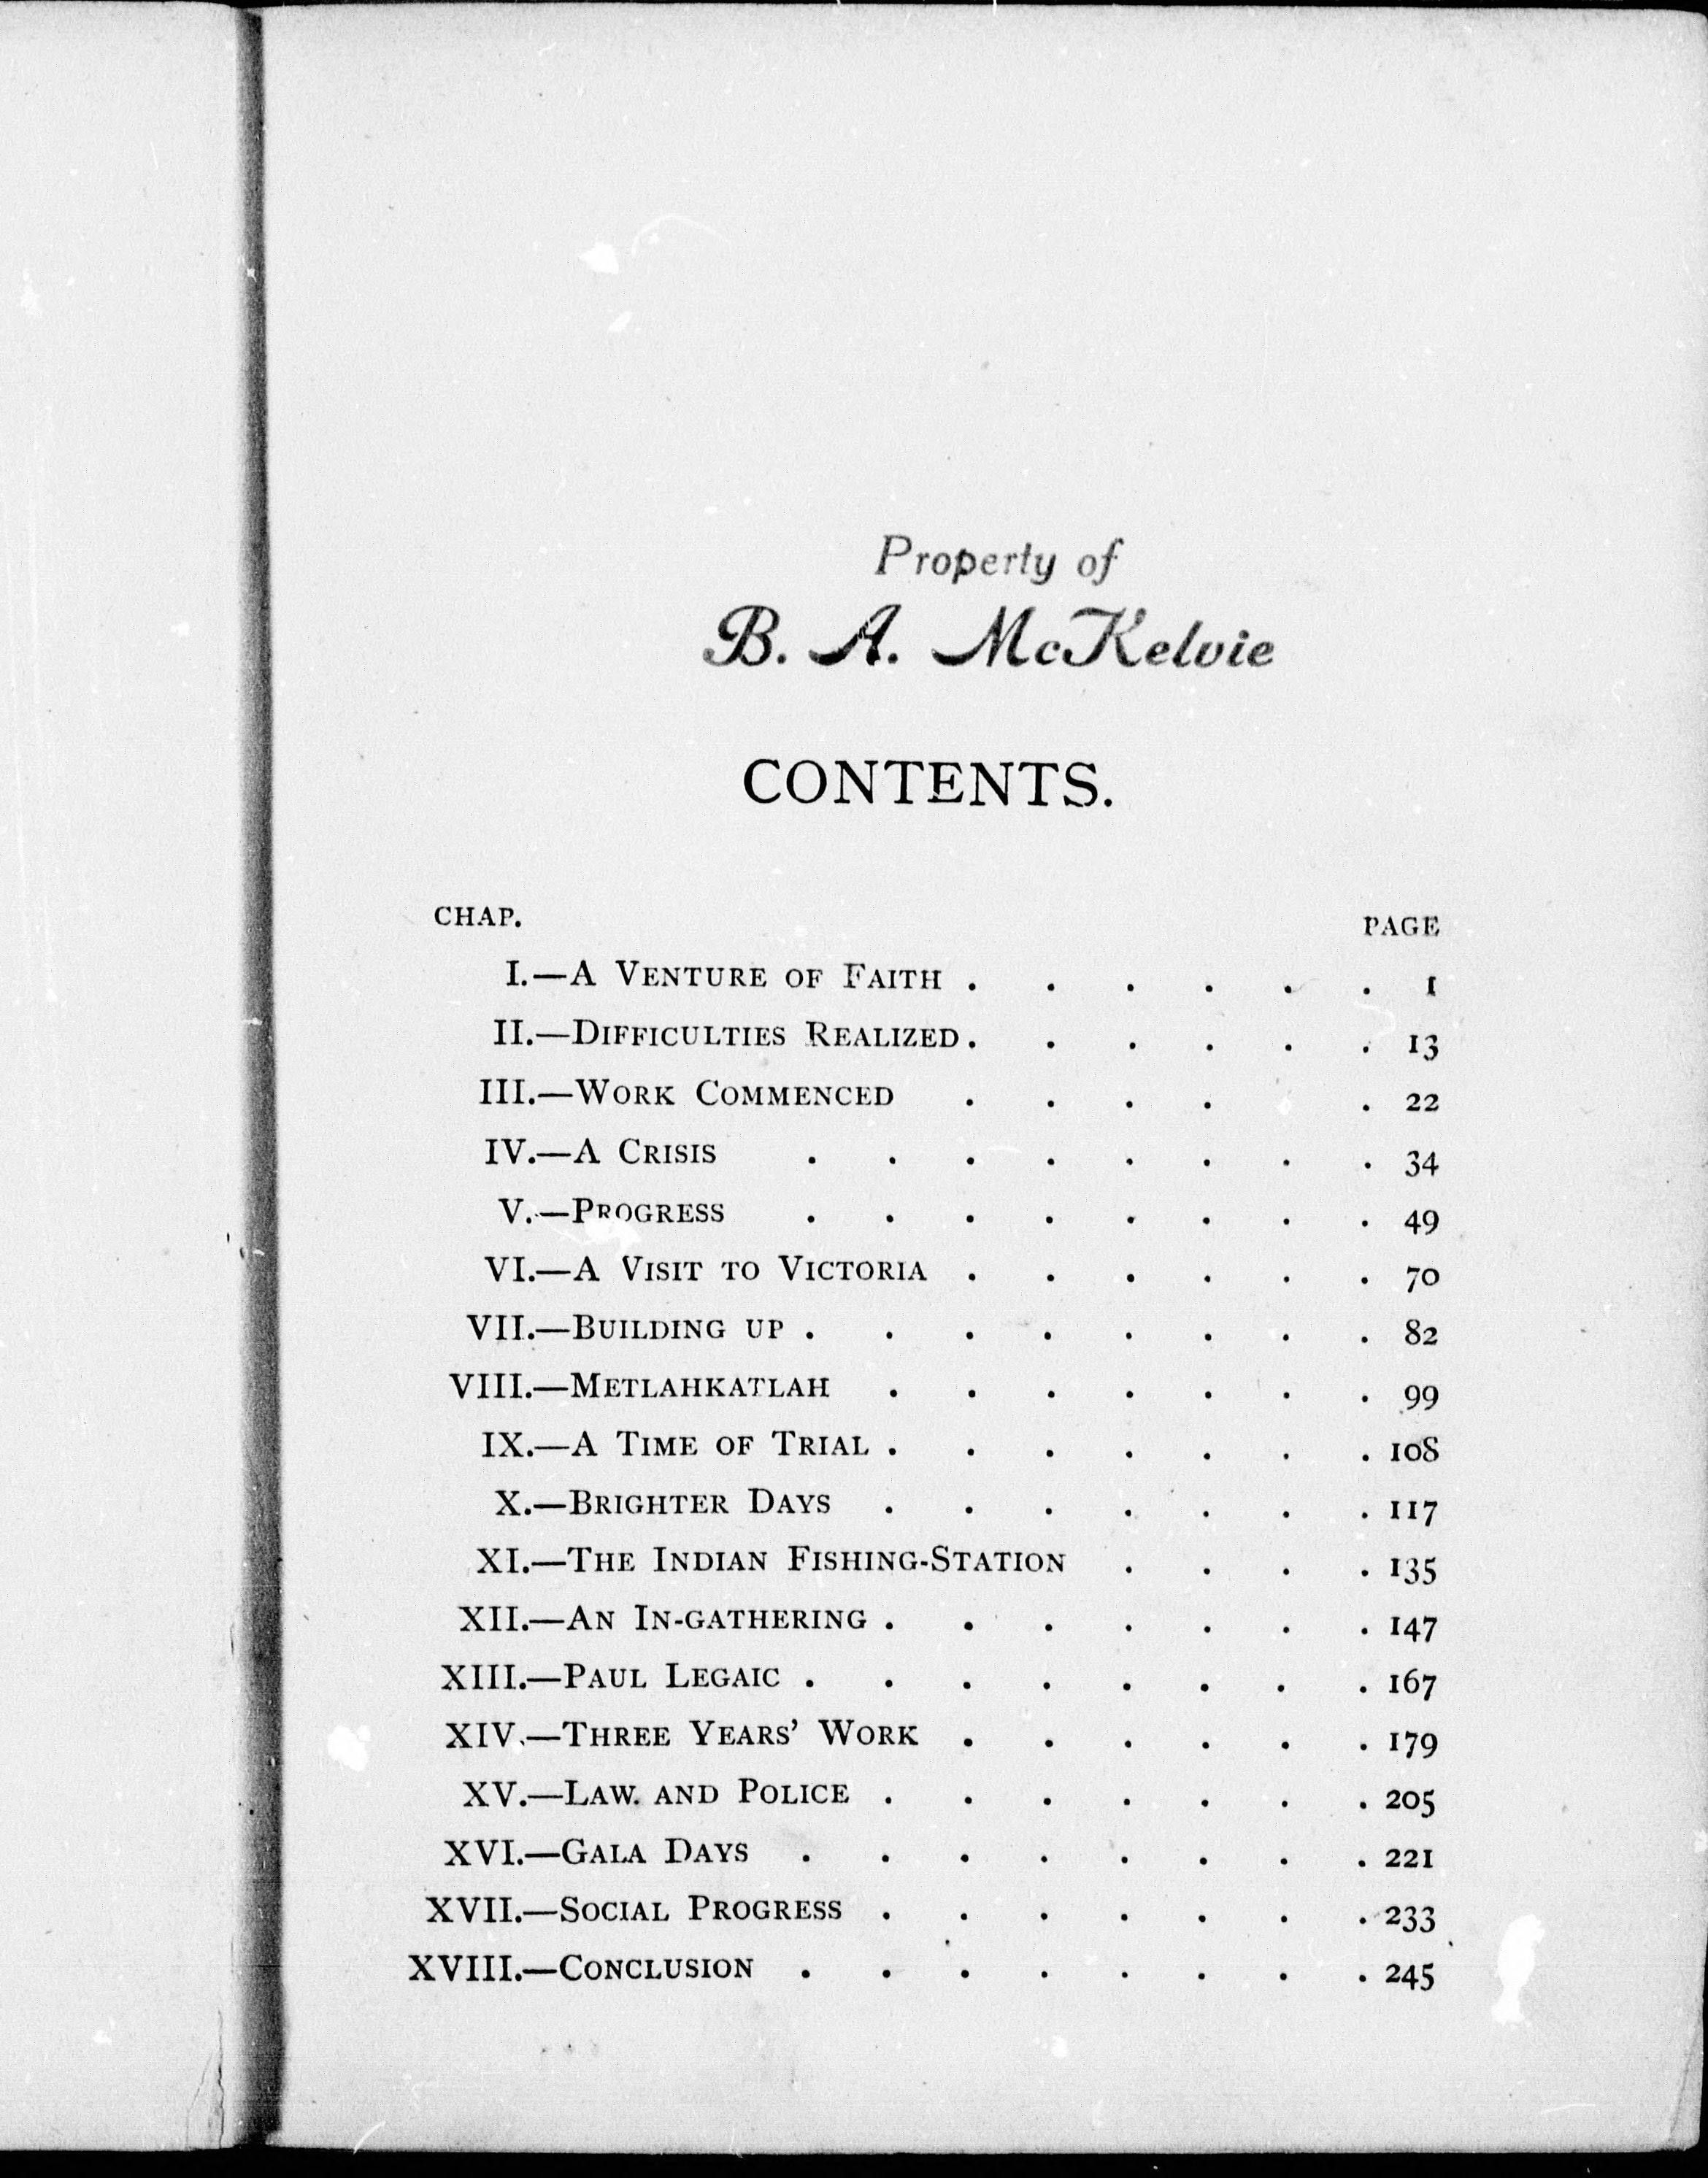 Property of
B. A. McKelvie
CONTENTS.
CHAP. PAGE
I.—A VENTURE OF FAITH . . . . . . 1
II.—DIFFICULTIES REALIZED . . . . . . 13
III.—WORK COMMENCED . . . . . 22
IV.—A CRISIS . . . . . . . . 34
V.—PROGRESS . . . . . . . . 49
VI.—A VISIT TO VICTORIA . . . . . . 70
VII.—BUILDING UP . . . . . . . . 82
VIII.—METLAHKATLAH . . . . . . . 99
IX.—A TIME OF TRIAL . . . . . . . 108
X.—BRIGHTER DAYS . . . . . . . 117
XI.—THE INDIAN FISHING-STATION . . . . 135
XII.—AN IN-GATHERING . . . . . . . 147
XIII.—PAUL LEGAIC . . . . . . . . 167
XIV.—THREE YEARS' WORK . . . . . . 179
XV.—LAW. AND POLICE . . . . . . . 205
XVI.—GALA DAYS . . . . . . . . 221
XVII.—SOCIAL PROGRESS . . . . . . . 233
XVIII.—CONCLUSION . . . . . . . . 245